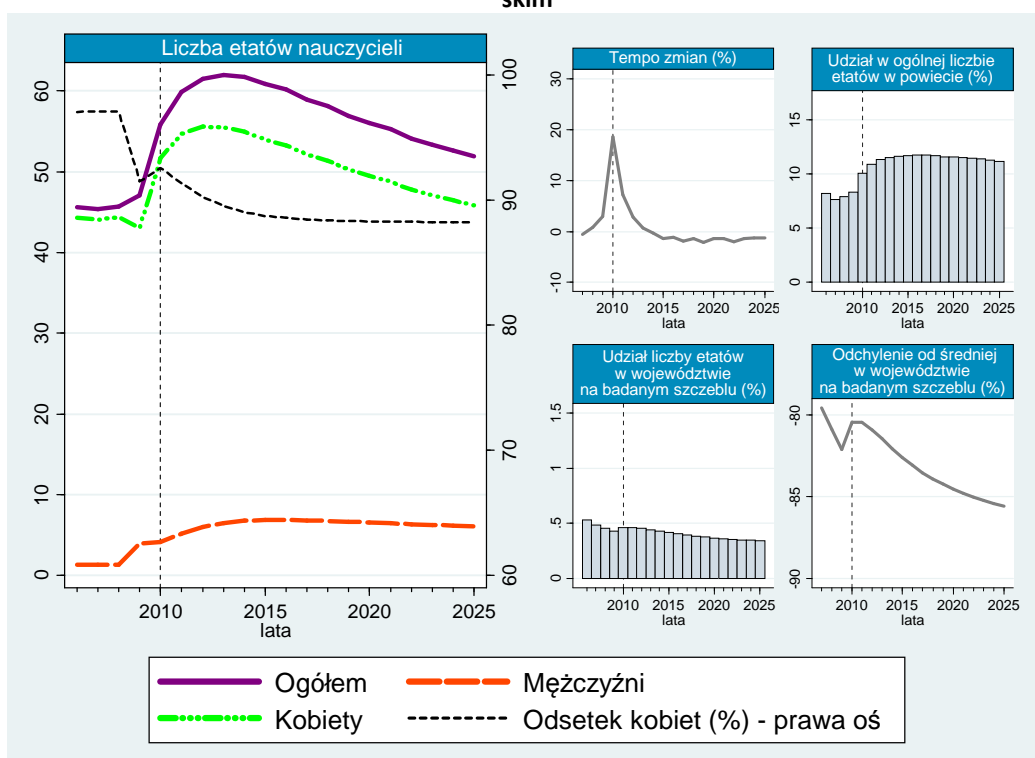 skim
Liczba etatów nauczycieli
0 10 20 30 40 50 60
60 70 80 90 100
2010 2015 2020 2025
lata
Tempo zmian (%)
-10 0 10 20 30
2010 2015 2020 2025
lata
Udział w ogólnej liczbie
etatów w powiecie (%)
0 5 10 15
2010 2015 2020 2025
lata
Udział liczby etatów
w województwie
na badanym szczeblu (%)
0 .5 1 1.5
2010 2015 2020 2025
lata
Odchylenie od średniej
w województwie
na badanym szczeblu (%)
-90 -85 -80
2010 2015 2020 2025
lata
Ogółem Mężczyźni
Kobiety Odsetek kobiet (%) - prawa oś